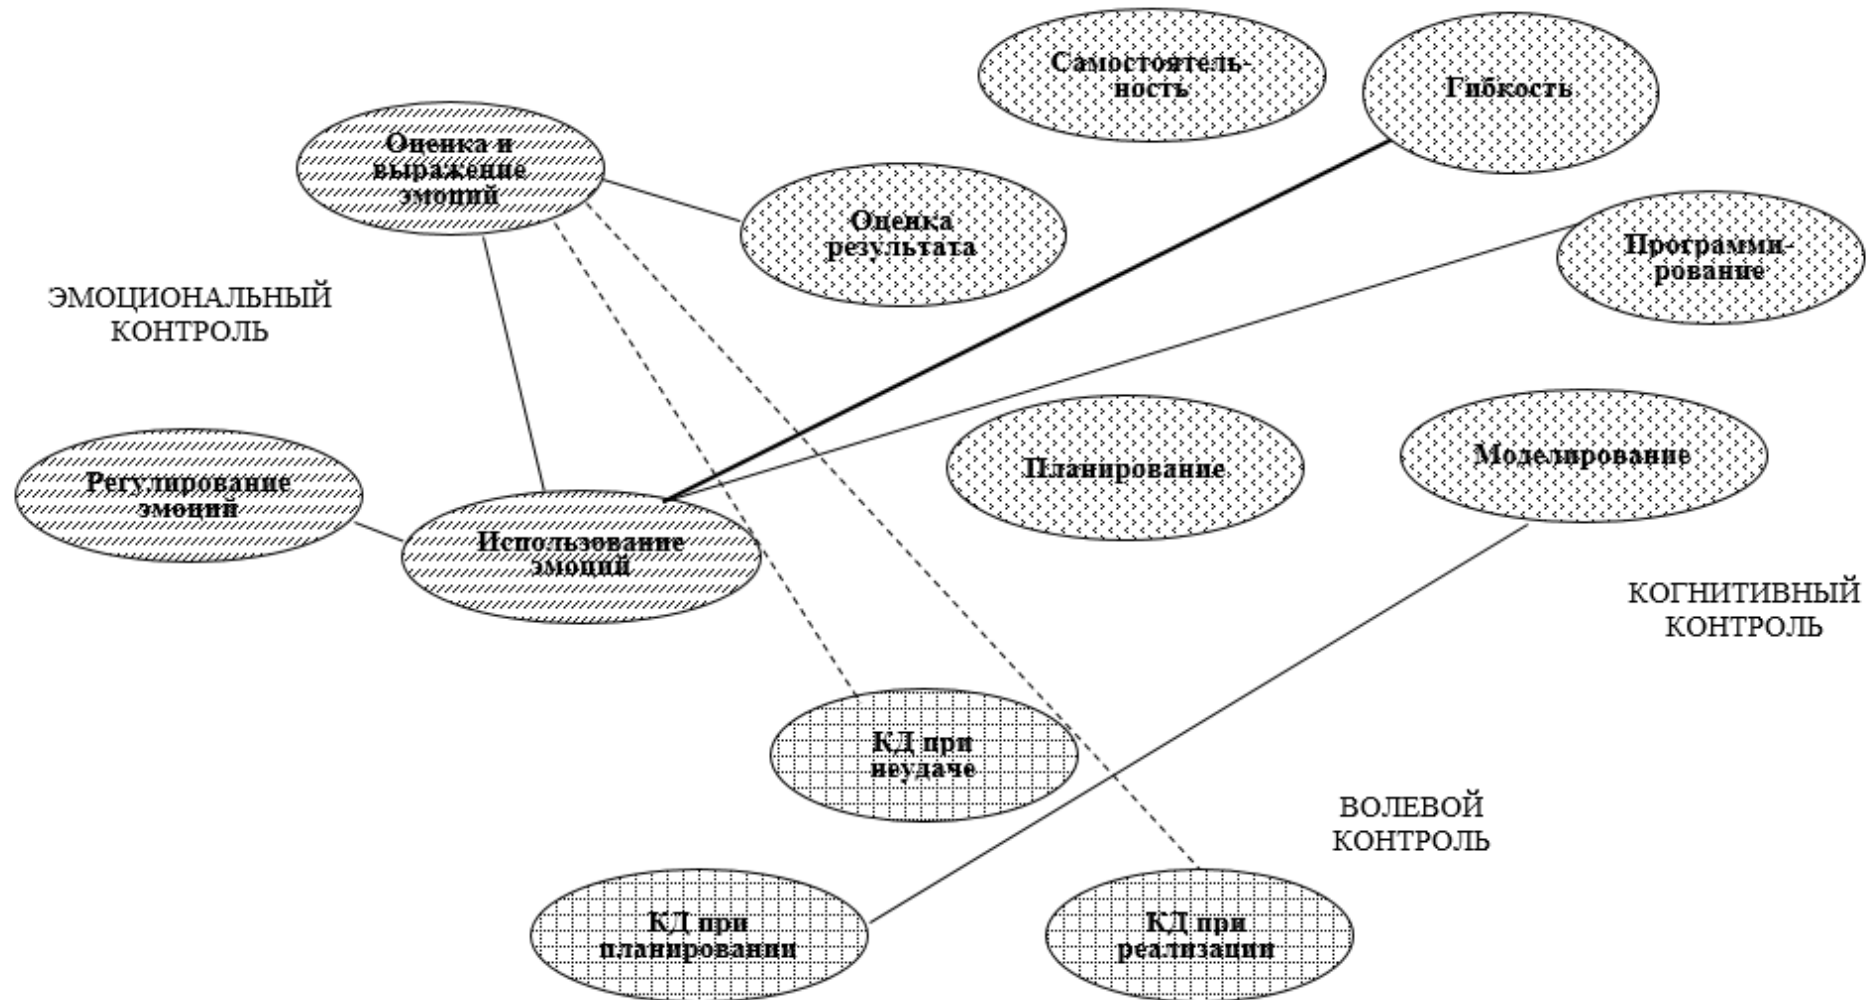 Самостоятель-
ность
Гибкость
Оценка и
выражение
эмоций
Оценка
результата
Программи-
рование
ЭМОЦИОНАЛЬНЫЙ
КОНТРОЛЬ
Планирование
Моделирование
Регулирование
эмоций
Использование
эмоций
КОГНИТИВНЫЙ
КОНТРОЛЬ
КД при
неудаче
ВОЛЕВОЙ
КОНТРОЛЬ
КД при
планировании
КД при
реализации